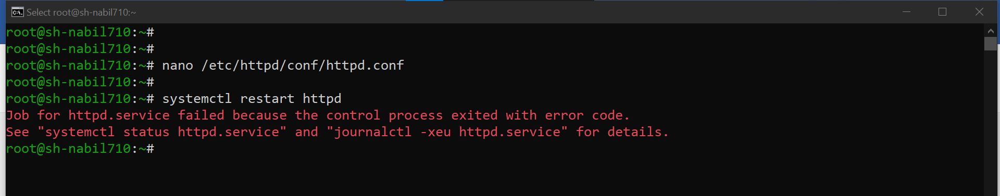 Select root@sh-nabil710:~
root@sh-nabil710:~#
root@sh-nabil710:~#
root@sh-nabil710:~# nano /etc/httpd/conf/httpd.conf
root@sh-nabil710:~#
root@sh-nabil710:~# systemctl restart httpd
Job for httpd.service failed because the control process exited with error code.
See "systemctl status httpd.service" and "journalctl -xeu httpd.service" for details.
root@sh-nabil710:~#